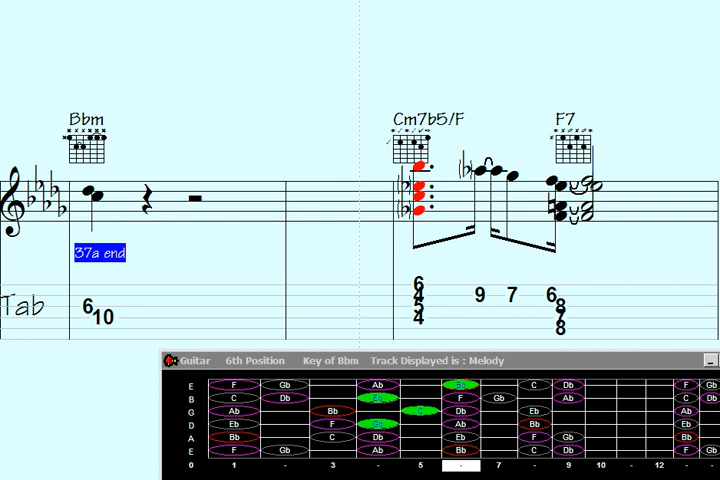 Bbm Cm7b5/F F7
37a end
6
4 9 7 6
Tab 6 5 8
10 4 7
8
Guitar 6th Position Key of Bbm Track Displayed is : Melody
E F Gb Ab Bb C Db F Gb
B C Db Eb F Gb Ab C Db
G Ab Bb C Db Eb Ab
D Eb F Gb Ab Bb Eb
A Bb C Db Eb F Gb Bb
E F Gb Ab Bb C Db F Gb
0 1 - 3 - 5 - 7 - 9 10 - 12 - -